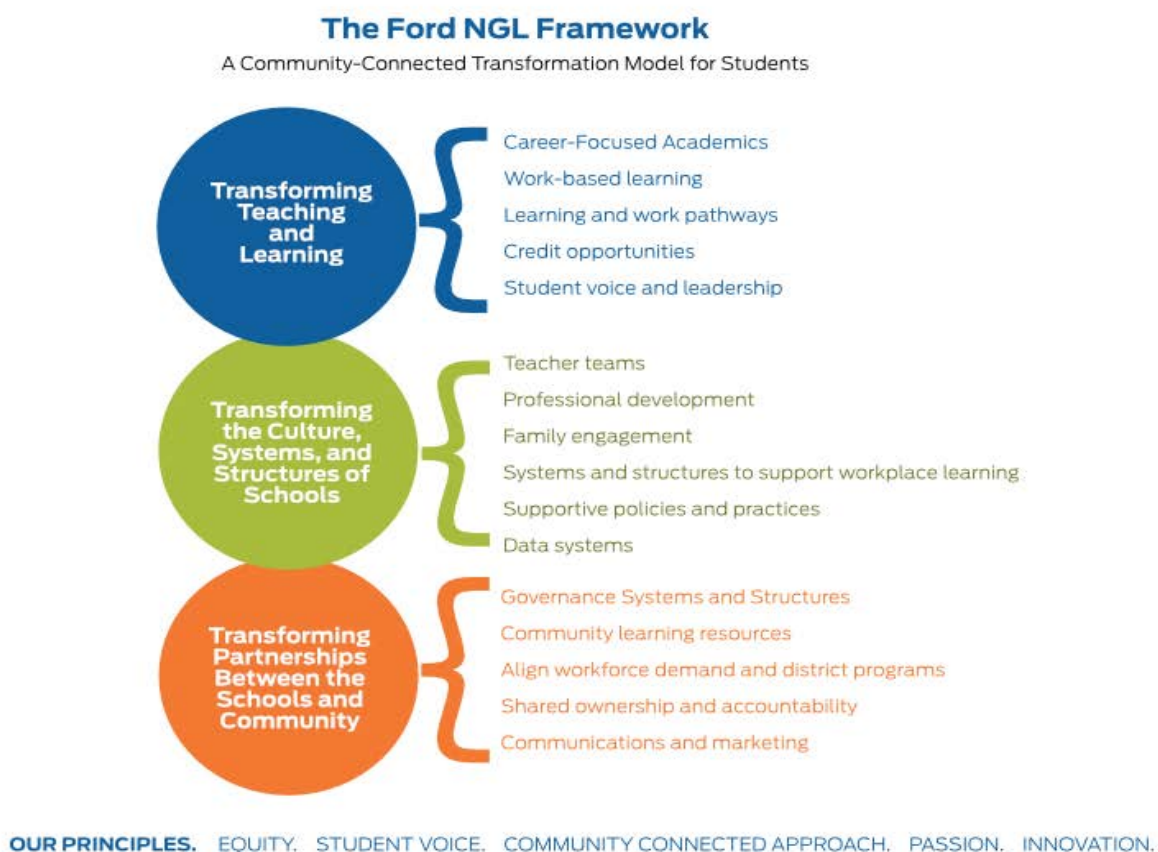 The Ford NGL Framework
A Community-Connected Transformation Model for Students
Transforming
Teaching
and
Learning
Career-Focused Academics
Work-based learning
Learning and work pathways
Credit opportunities
Student voice and leadership
Transforming
the Culture,
Systems, and
Structures of
Schools
Teacher teams
Professional development
Family engagement
Systems and structures to support workplace learning
Supportive policies and practices
Data systems
Transforming
Partnerships
Between the
Schools and
Community
Governance Systems and Structures
Community learning resources
Align workforce demand and district programs
Shared ownership and accountability
Communications and marketing
OUR PRINCIPLES. EQUITY. STUDENT VOICE. COMMUNITY CONNECTED APPROACH. PASSION. INNOVATION.